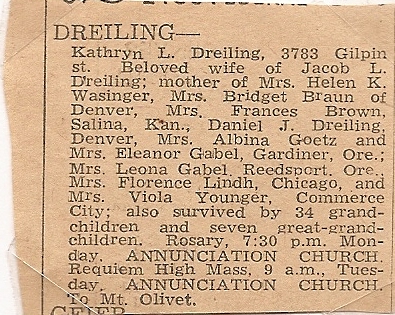 DREILING—
Kathryn L. Dreiling, 3783 Gilpin
st. Beloved wife of Jacob L.
Dreiling; mother of Mrs. Helen K.
Wasinger, Mrs. Bridget Braun of
Denver, Mrs. Frances Brown,
Salina, Kan., Daniel J. Dreiling,
Denver, Mrs. Albina Goetz and
Mrs. Eleanor Gabel, Gardiner, Ore.;
Mrs. Leona Gabel, Reedsport, Ore.,
Mrs. Florence Lindh, Chicago, and
Mrs. Viola Younger, Commerce
City; also survived by 34 grand-
children and seven great-grand-
children. Rosary, 7:30 p.m. Mon-
day. ANNUNCIATION CHURCH.
Requiem High Mass, 9 a.m., Tues-
day. ANNUNCIATION CHURCH.
To Mt. Olivet.
GEIER